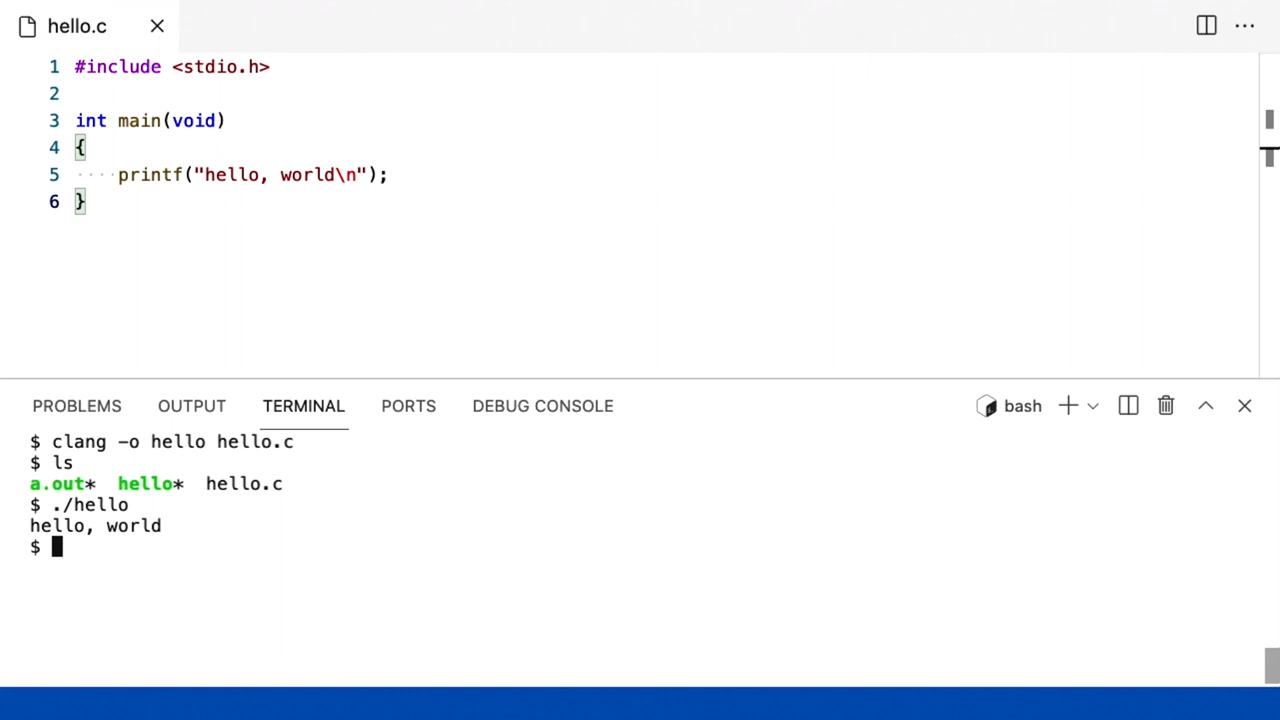 hello.c
1 #include <stdio.h>
2
3 int main(void)
4 {
5 ····printf("hello, world\n");
6 }
PROBLEMS OUTPUT TERMINAL PORTS DEBUG CONSOLE bash
$ clang -o hello hello.c
$ ls
a.out* hello* hello.c
$ ./hello
hello, world
$